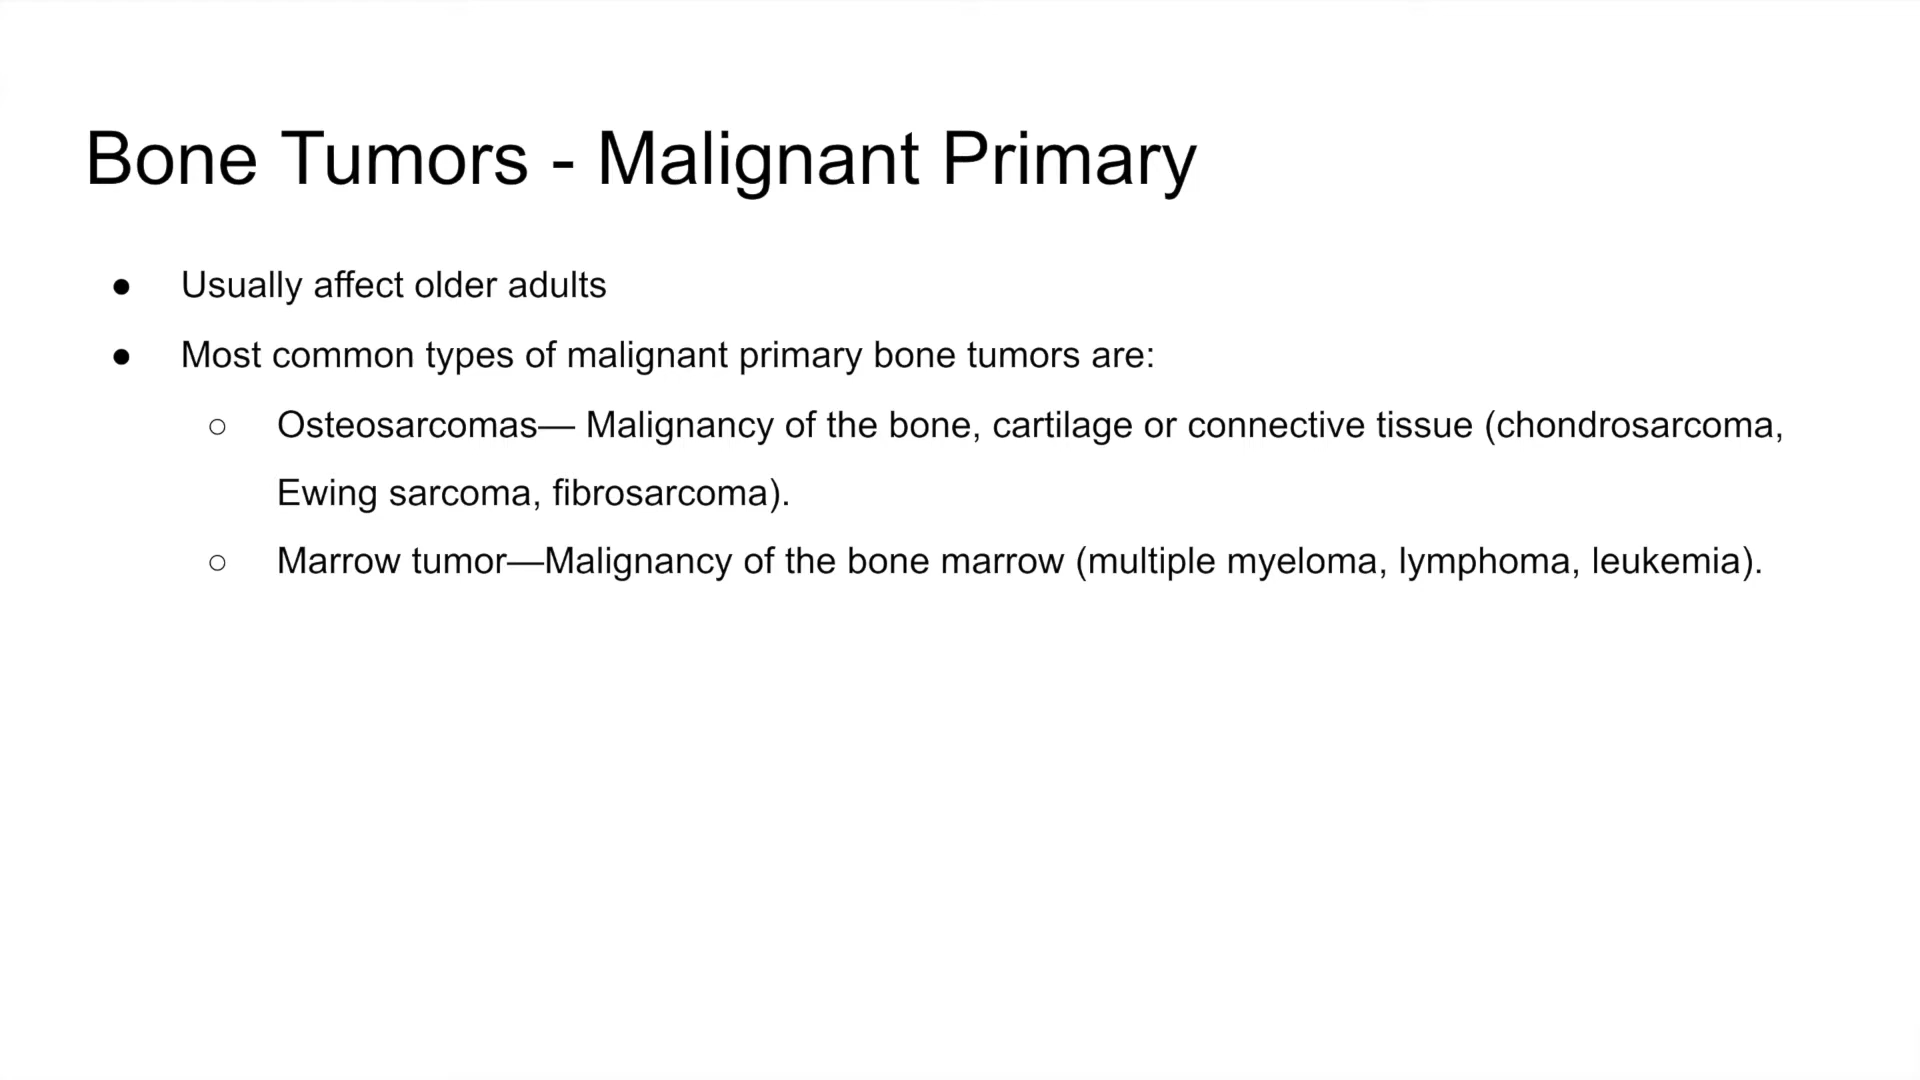 Bone Tumors - Malignant Primary
● Usually affect older adults
● Most common types of malignant primary bone tumors are:
○ Osteosarcomas— Malignancy of the bone, cartilage or connective tissue (chondrosarcoma,
Ewing sarcoma, fibrosarcoma).
○ Marrow tumor—Malignancy of the bone marrow (multiple myeloma, lymphoma, leukemia).